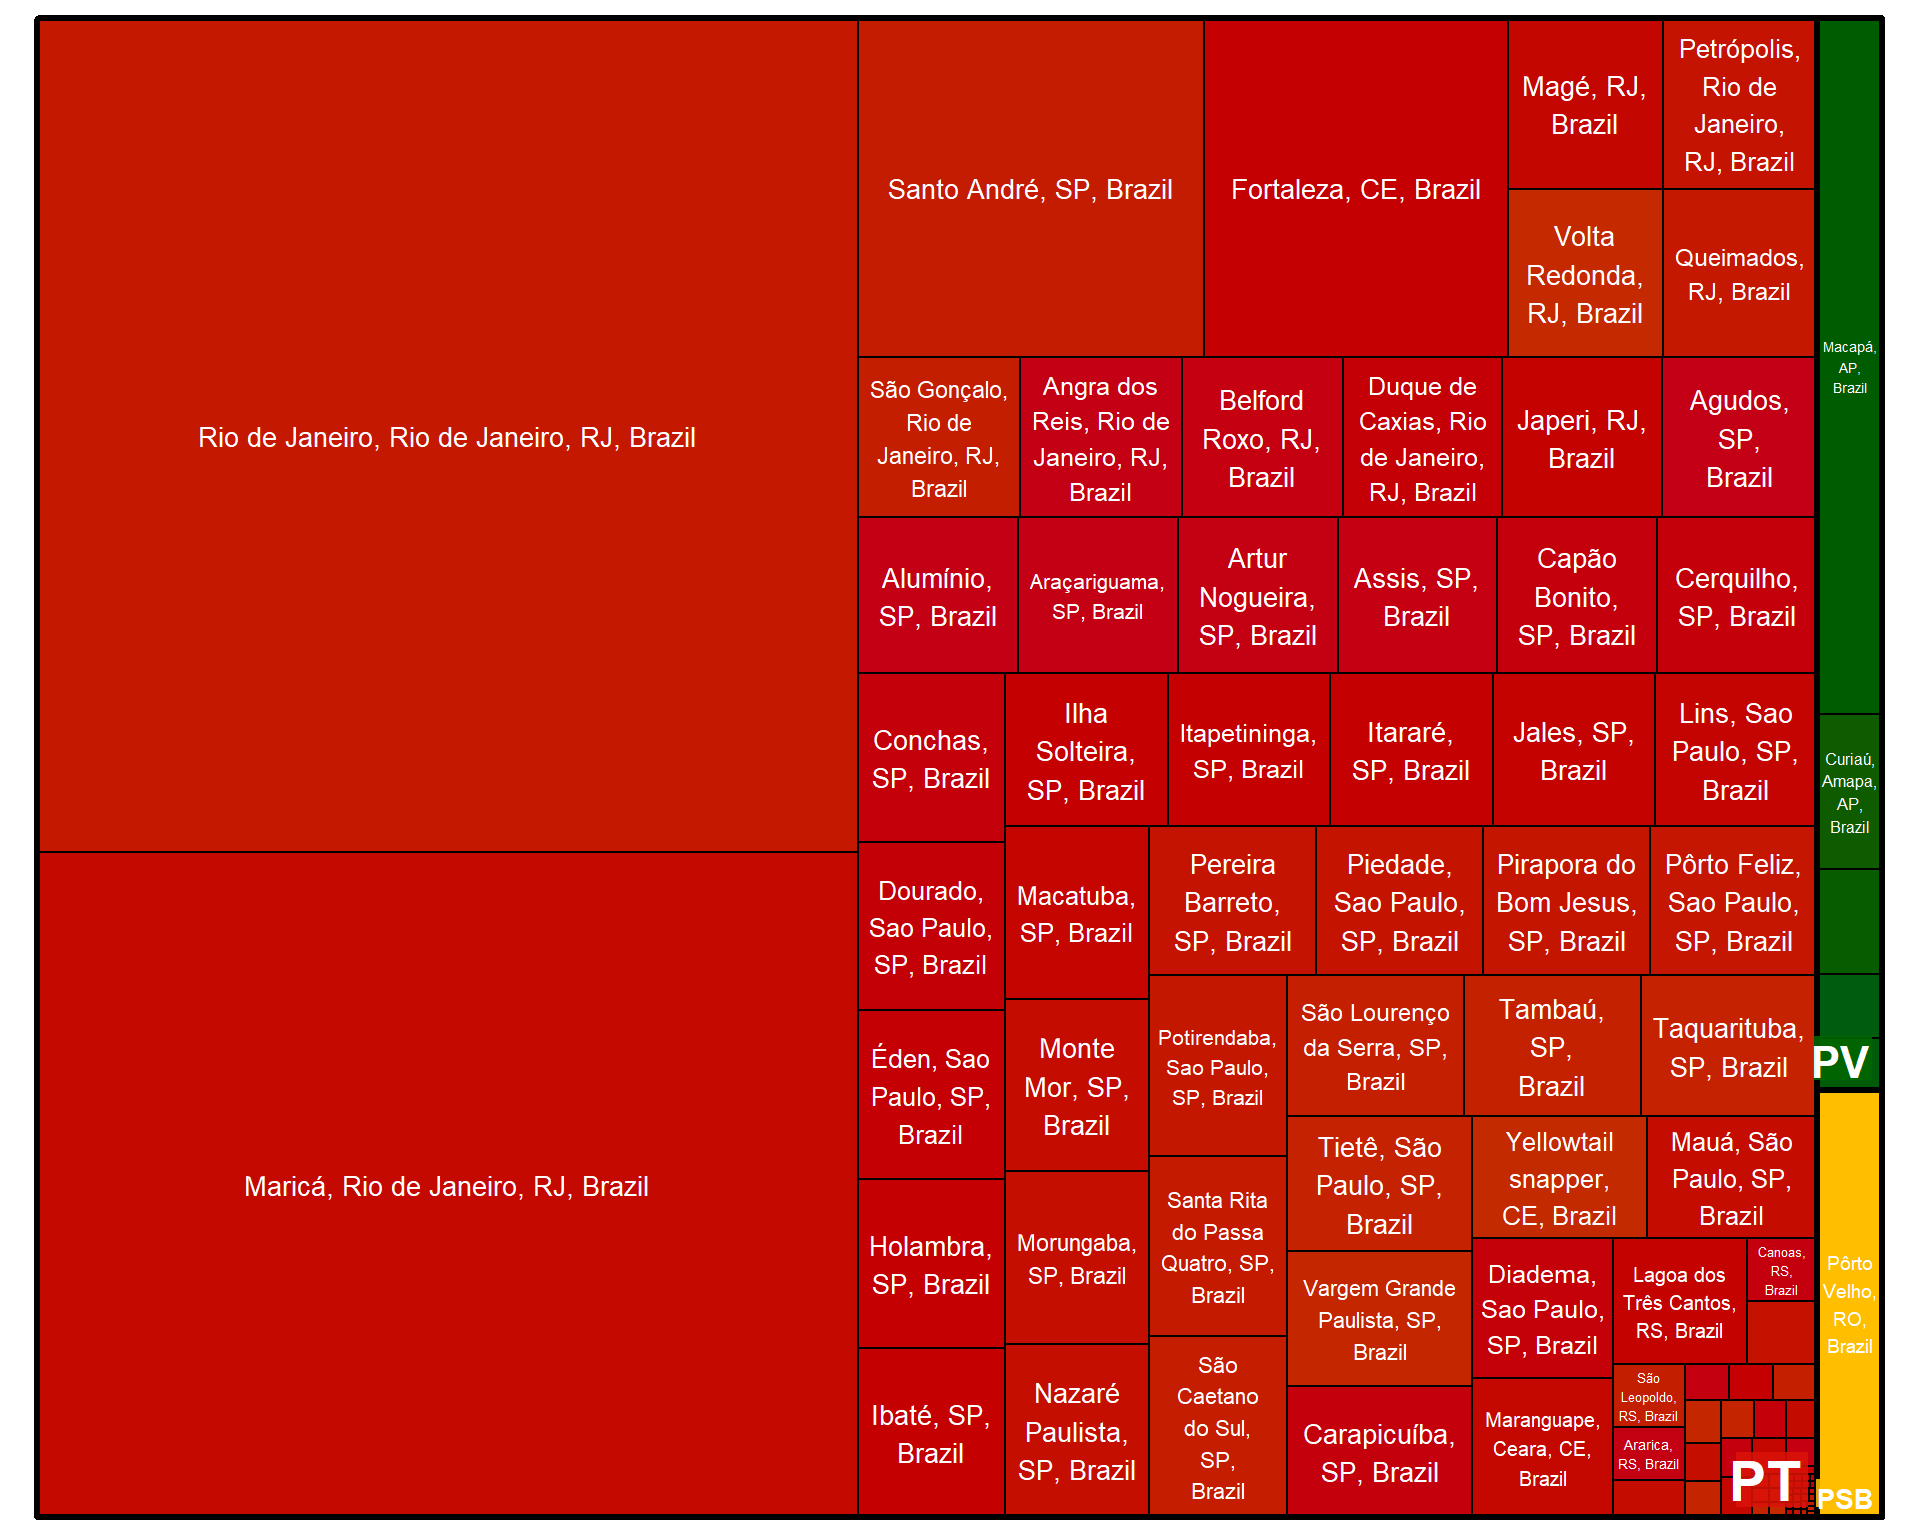 Rio de Janeiro, Rio de Janeiro, RJ, Brazil
Maricá, Rio de Janeiro, RJ, Brazil
Santo André, SP, Brazil
Fortaleza, CE, Brazil
Magé, RJ,
Brazil
Petrópolis,
Rio de
Janeiro,
RJ, Brazil
Volta
Redonda,
RJ, Brazil
Queimados,
RJ, Brazil
São Gonçalo,
Rio de
Janeiro, RJ,
Brazil
Angra dos
Reis, Rio de
Janeiro, RJ,
Brazil
Belford
Roxo, RJ,
Brazil
Duque de
Caxias, Rio
de Janeiro,
RJ, Brazil
Japeri, RJ,
Brazil
Agudos,
SP,
Brazil
Alumínio,
SP, Brazil
Araçariguama,
SP, Brazil
Artur
Nogueira,
SP, Brazil
Assis, SP,
Brazil
Capão
Bonito,
SP, Brazil
Cerquilho,
SP, Brazil
Conchas,
SP, Brazil
Ilha
Solteira,
SP, Brazil
Itapetininga,
SP, Brazil
Itararé,
SP, Brazil
Jales, SP,
Brazil
Lins, Sao
Paulo, SP,
Brazil
Dourado,
Sao Paulo,
SP, Brazil
Macatuba,
SP, Brazil
Pereira
Barreto,
SP, Brazil
Piedade,
Sao Paulo,
SP, Brazil
Pirapora do
Bom Jesus,
SP, Brazil
Pôrto Feliz,
Sao Paulo,
SP, Brazil
Éden, Sao
Paulo, SP,
Brazil
Monte
Mor, SP,
Brazil
Potirendaba,
Sao Paulo,
SP, Brazil
São Lourenço
da Serra, SP,
Brazil
Tambaú,
SP,
Brazil
Taquarituba,
SP, Brazil
Holambra,
SP, Brazil
Morungaba,
SP, Brazil
Santa Rita
do Passa
Quatro, SP,
Brazil
Tietê, São
Paulo, SP,
Brazil
Yellowtail
snapper,
CE, Brazil
Mauá, São
Paulo, SP,
Brazil
Vargem Grande
Paulista, SP,
Brazil
Diadema,
Sao Paulo,
SP, Brazil
Lagoa dos
Três Cantos,
RS, Brazil
Canoas,
RS,
Brazil
Ibaté, SP,
Brazil
Nazaré
Paulista,
SP, Brazil
São
Caetano
do Sul,
SP,
Brazil
Carapicuíba,
SP, Brazil
Maranguape,
Ceara, CE,
Brazil
São
Leopoldo,
RS, Brazil
Ararica,
RS, Brazil
PT
Macapá,
AP,
Brazil
Curiaú,
Amapa,
AP,
Brazil
PV
Pôrto
Velho,
RO,
Brazil
PSB